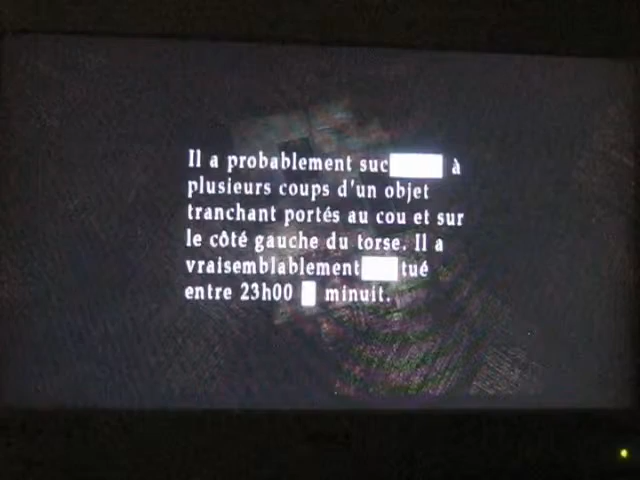 Il a probablement suc à
plusieurs coups d'un objet
tranchant portés au cou et sur
le côté gauche du torse. Il a
vraisemblablement tué
entre 23h00 minuit.